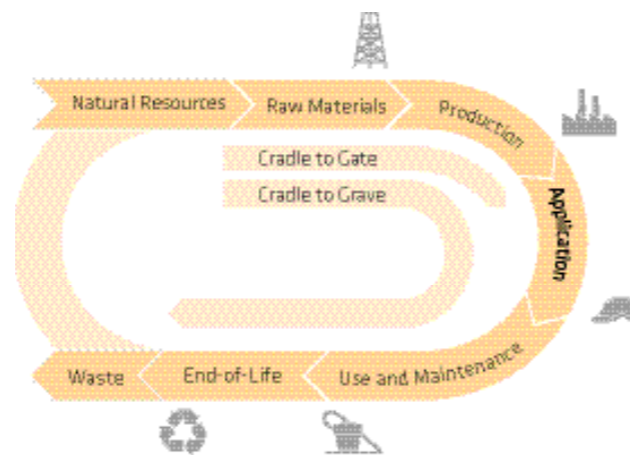 Natural Resources
Raw Materials
Production
Cradle to Gate
Cradle to Grave
Application
Use and Maintenance
End-of-Life
Waste